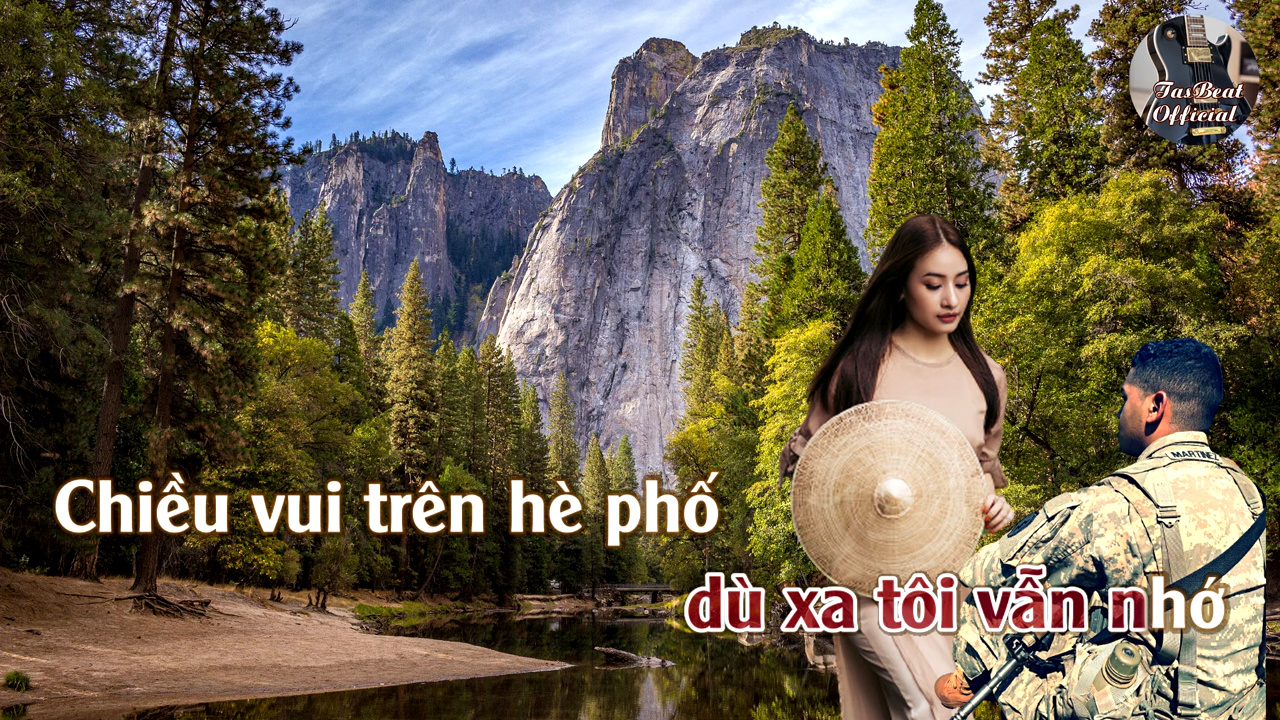 TasBeat
Official
MARTINEZ
Chiều vui trên hè phố
dù xa tôi vẫn nhớ